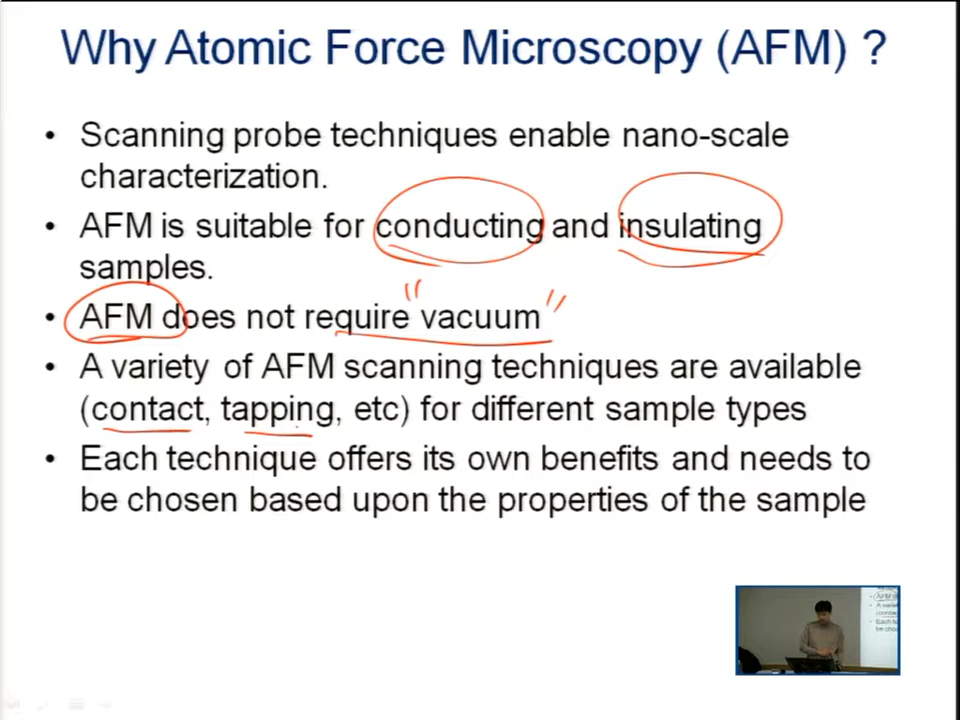 Why Atomic Force Microscopy (AFM) ?
• Scanning probe techniques enable nano-scale
characterization.
• AFM is suitable for conducting and insulating
samples.
• AFM does not require "vacuum"
• A variety of AFM scanning techniques are available
(contact, tapping, etc) for different sample types
• Each technique offers its own benefits and needs to
be chosen based upon the properties of the sample